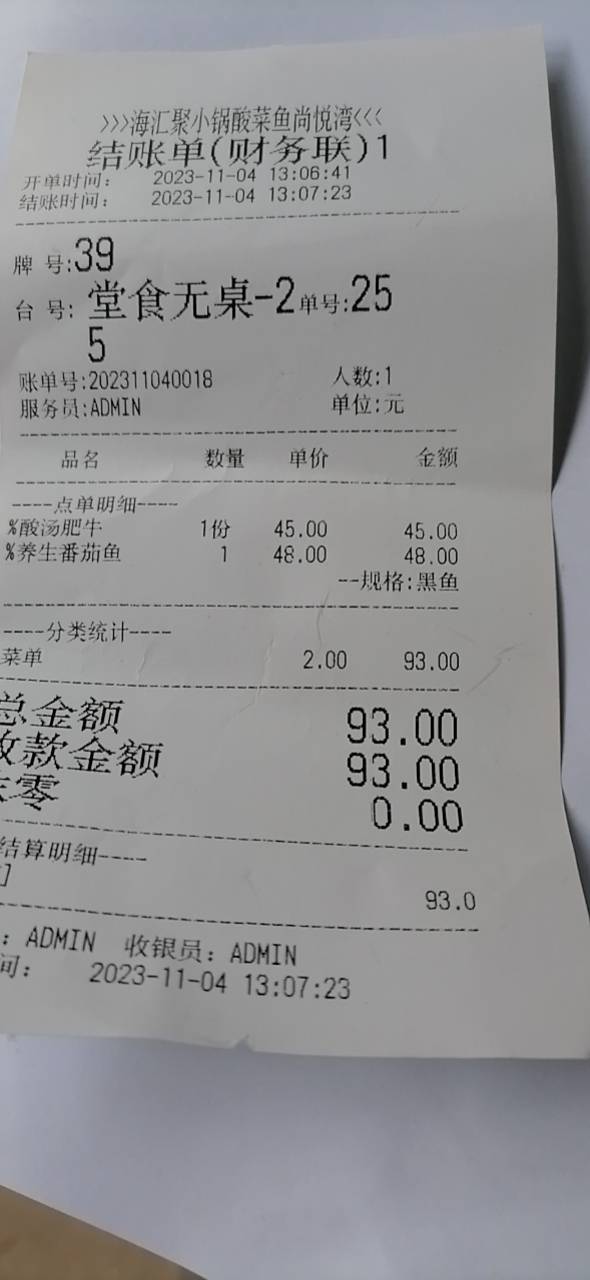 >>>海汇聚小锅酸菜鱼尚悦湾<<<
结账单(财务联)1
开单时间: 2023-11-04 13:06:41
结账时间: 2023-11-04 13:07:23
牌 号:39
台 号: 堂食无桌-2单号:25
5
账单号:202311040018 人数:1
服务员:ADMIN 单位:元
品名 数量 单价 金额
----点单明细----
%酸汤肥牛 1份 45.00 45.00
%养生番茄鱼 1 48.00 48.00
--规格:黑鱼
----分类统计----
菜单 2.00 93.00
总金额 93.00
收款金额 93.00
零 0.00
结算明细----
] 93.0
: ADMIN 收银员: ADMIN
间: 2023-11-04 13:07:23